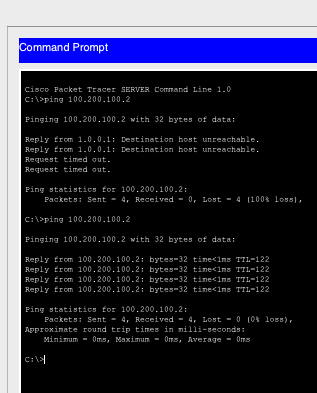 Command Prompt
Cisco Packet Tracer SERVER Command Line 1.0
C:\>ping 100.200.100.2
Pinging 100.200.100.2 with 32 bytes of data:
Reply from 1.0.0.1: Destination host unreachable.
Reply from 1.0.0.1: Destination host unreachable.
Request timed out.
Request timed out.
Ping statistics for 100.200.100.2:
Packets: Sent = 4, Received = 0, Lost = 4 (100% loss),
C:\>ping 100.200.100.2
Pinging 100.200.100.2 with 32 bytes of data:
Reply from 100.200.100.2: bytes=32 time<1ms TTL=122
Reply from 100.200.100.2: bytes=32 time<1ms TTL=122
Reply from 100.200.100.2: bytes=32 time<1ms TTL=122
Reply from 100.200.100.2: bytes=32 time<1ms TTL=122
Ping statistics for 100.200.100.2:
Packets: Sent = 4, Received = 4, Lost = 0 (0% loss),
Approximate round trip times in milli-seconds:
Minimum = 0ms, Maximum = 0ms, Average = 0ms
C:\>